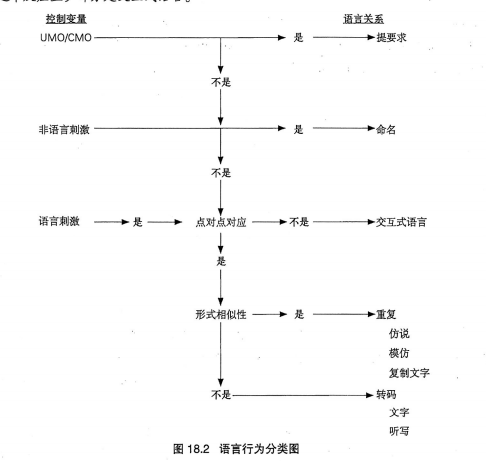 控制变量 语言关系
UMO/CMO 是 提要求
不是
非语言刺激 是 命名
不是
语言刺激 是 点对点对应 不是 交互式语言
是
形式相似性 是 重复
仿说
模仿
复制文字
不是 转码
文字
听写
图 18.2 语言行为分类图